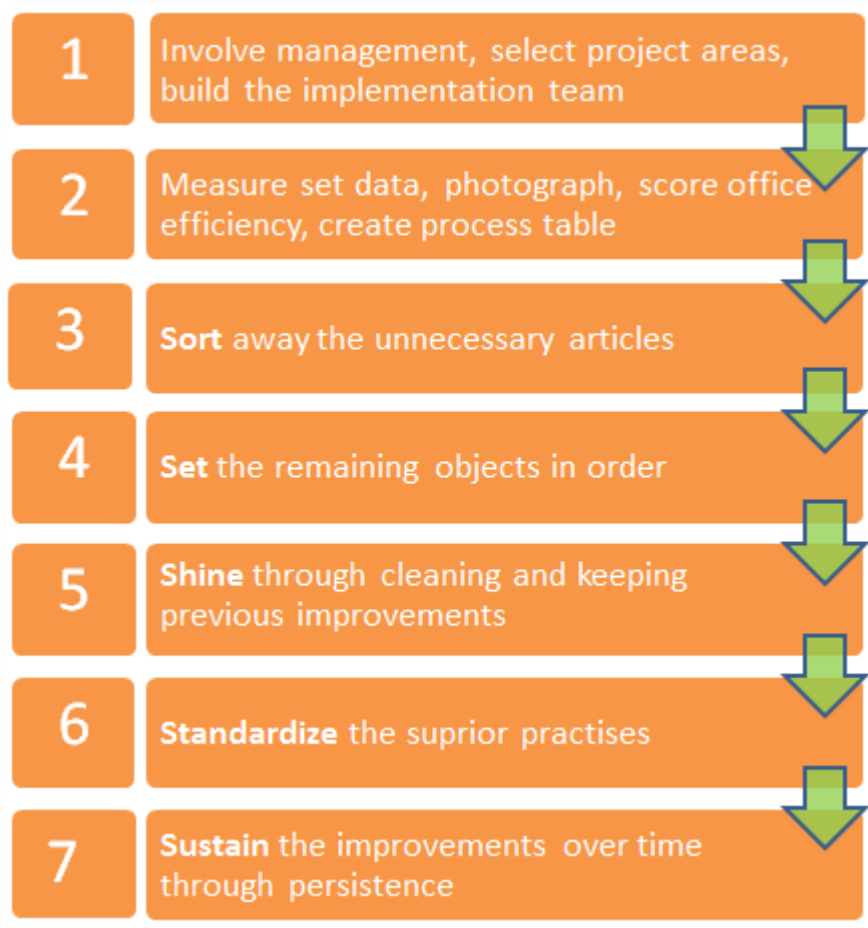 1
Involve management, select project areas,
build the implementation team
2
Measure set data, photograph, score office
efficiency, create process table
3
Sort away the unnecessary articles
4
Set the remaining objects in order
5
Shine through cleaning and keeping
previous improvements
6
Standardize the suprior practises
7
Sustain the improvements over time
through persistence